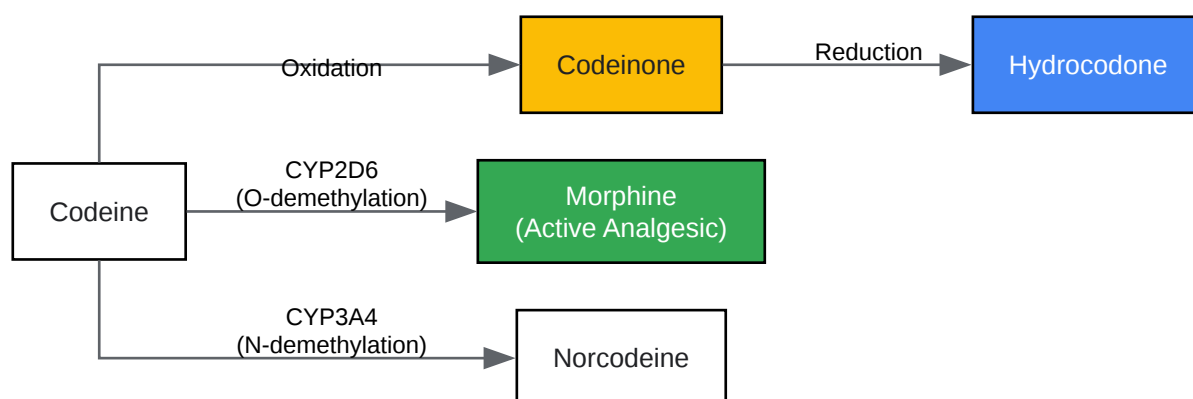 Oxidation
Codeinone
Reduction
Hydrocodone
Codeine
CYP2D6
(O-demethylation)
Morphine
(Active Analgesic)
CYP3A4
(N-demethylation)
Norcodeine